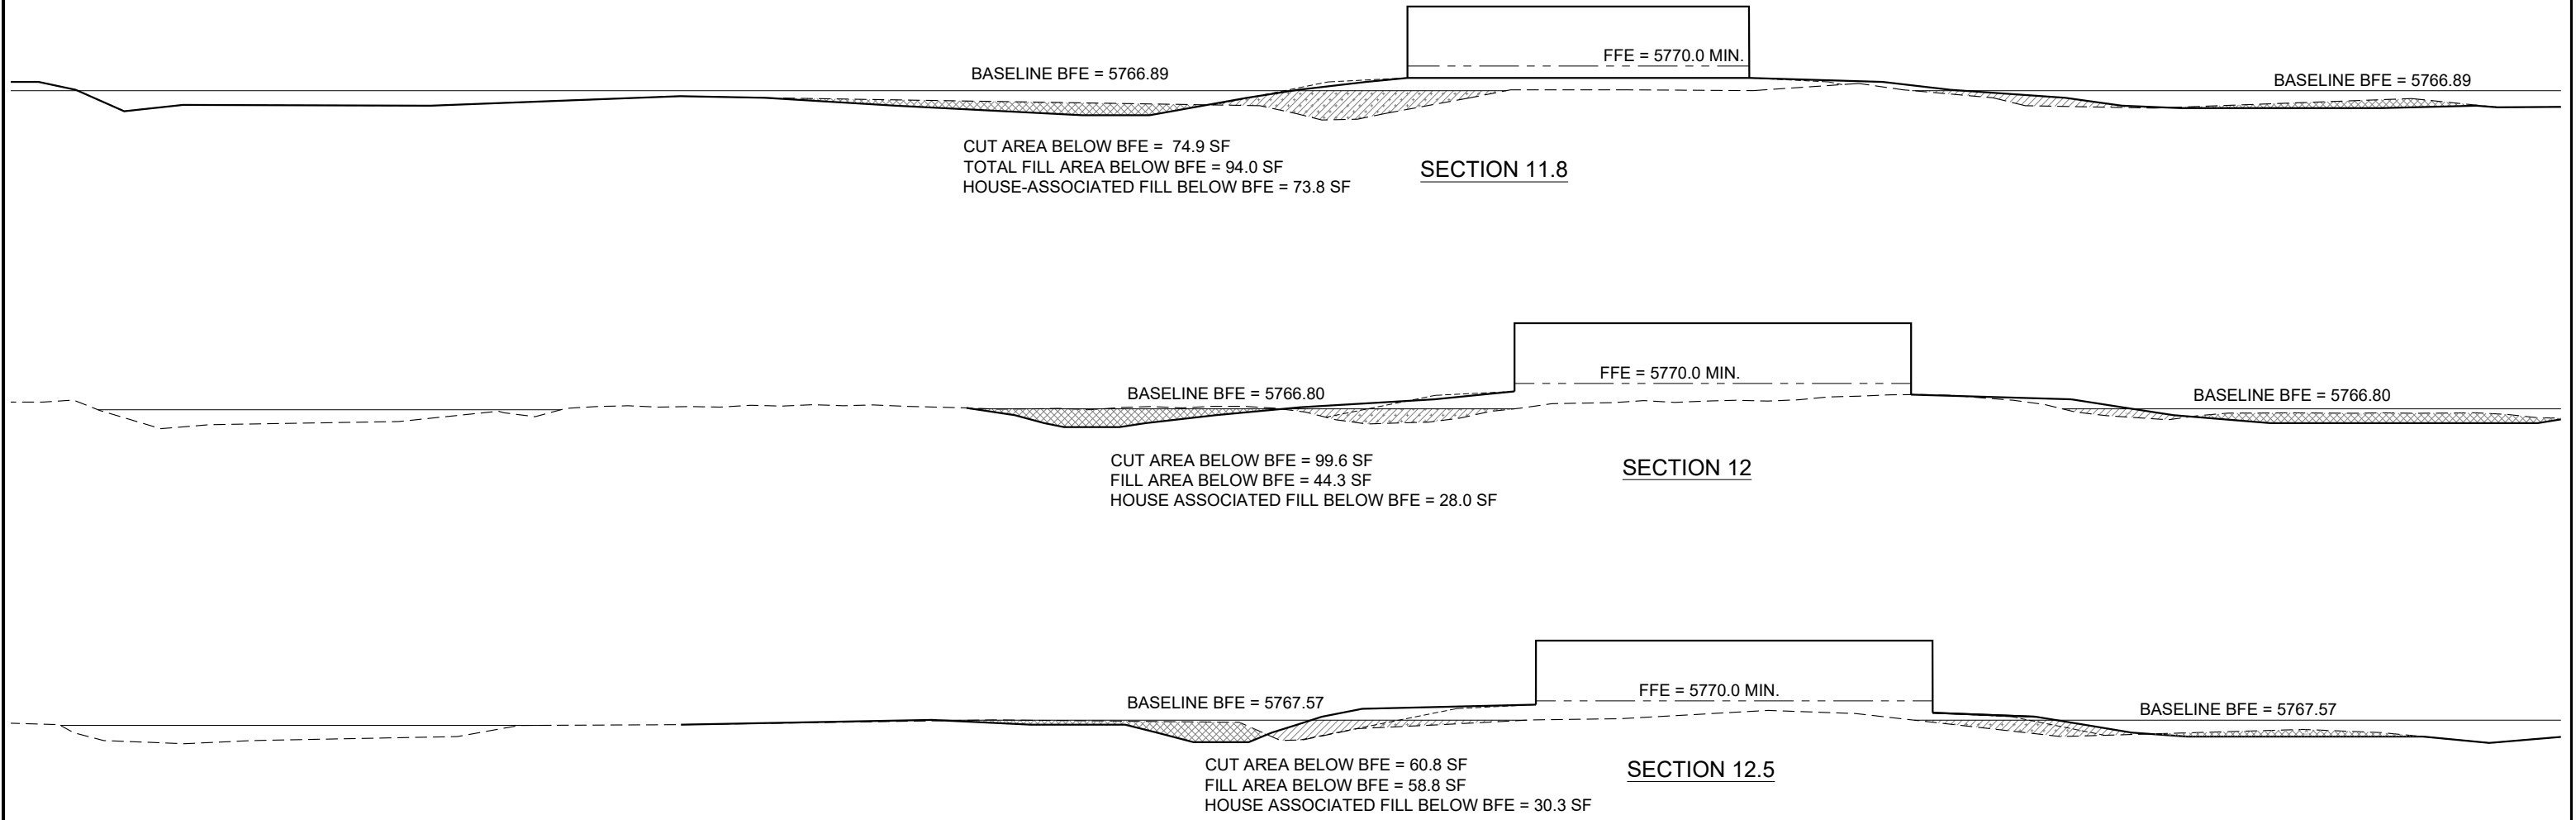 FFE = 5770.0 MIN.
BASELINE BFE = 5766.89
BASELINE BFE = 5766.89
CUT AREA BELOW BFE = 74.9 SF
TOTAL FILL AREA BELOW BFE = 94.0 SF
HOUSE-ASSOCIATED FILL BELOW BFE = 73.8 SF
SECTION 11.8
FFE = 5770.0 MIN.
BASELINE BFE = 5766.80
BASELINE BFE = 5766.80
CUT AREA BELOW BFE = 99.6 SF
FILL AREA BELOW BFE = 44.3 SF
HOUSE ASSOCIATED FILL BELOW BFE = 28.0 SF
SECTION 12
FFE = 5770.0 MIN.
BASELINE BFE = 5767.57
BASELINE BFE = 5767.57
CUT AREA BELOW BFE = 60.8 SF
FILL AREA BELOW BFE = 58.8 SF
HOUSE ASSOCIATED FILL BELOW BFE = 30.3 SF
SECTION 12.5